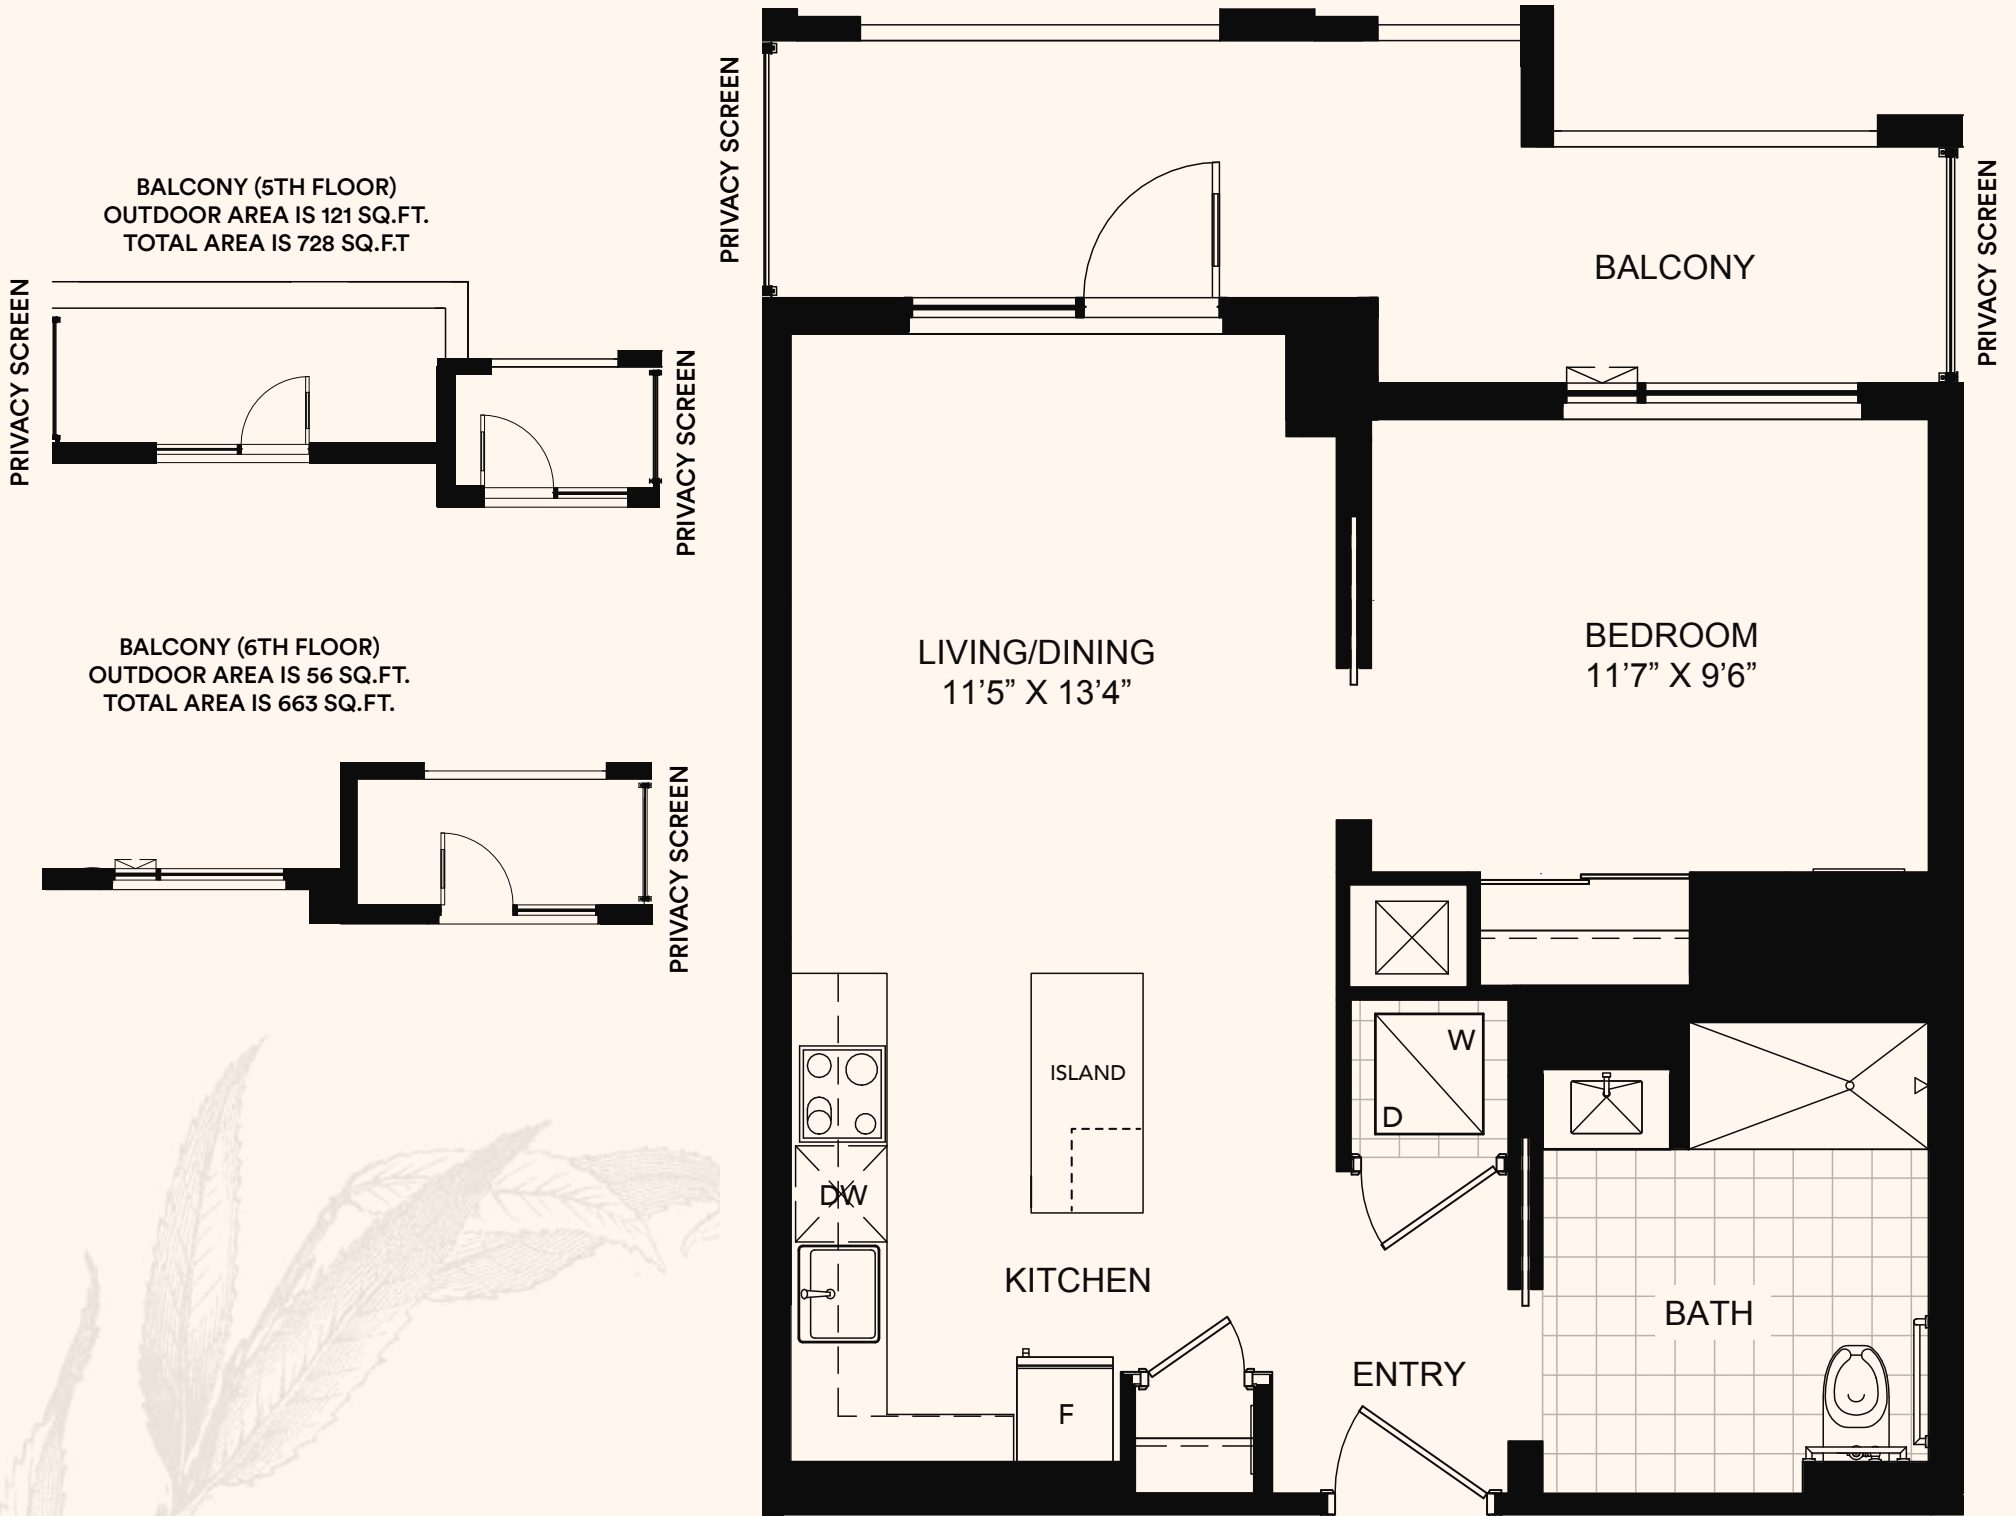 BALCONY (5TH FLOOR)
OUTDOOR AREA IS 121 SQ.FT.
TOTAL AREA IS 728 SQ.F.T
PRIVACY SCREEN
PRIVACY SCREEN
BALCONY (6TH FLOOR)
OUTDOOR AREA IS 56 SQ.FT.
TOTAL AREA IS 663 SQ.FT.
PRIVACY SCREEN
PRIVACY SCREEN
PRIVACY SCREEN
BALCONY
LIVING/DINING
11’5” X 13’4”
BEDROOM
11’7” X 9’6”
ISLAND
W
D
DW
KITCHEN
BATH
ENTRY
F